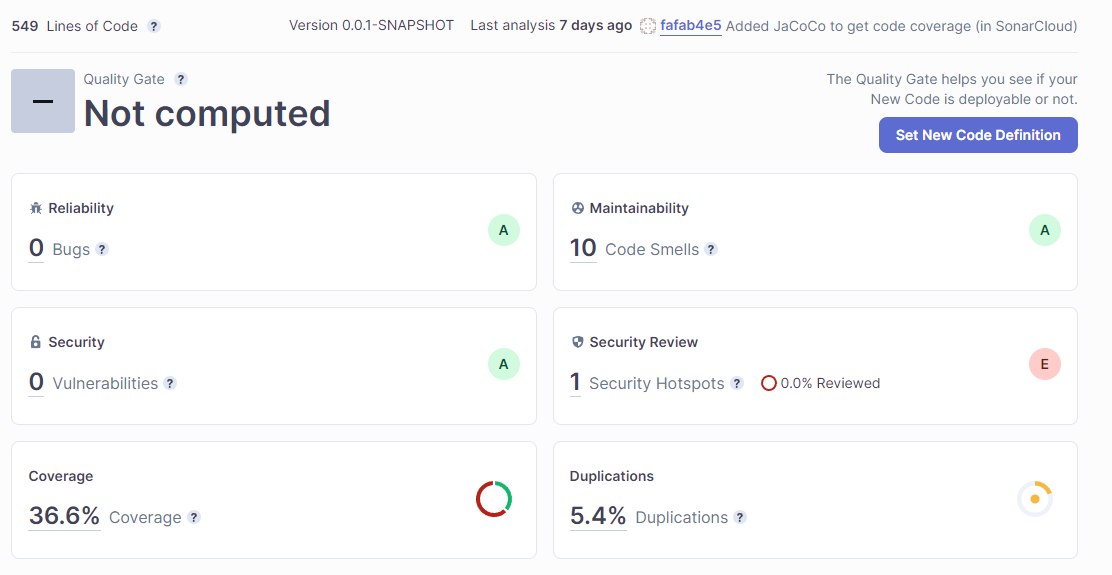 549 Lines of Code ? Version 0.0.1-SNAPSHOT Last analysis 7 days ago fafab4e5 Added JaCoCo to get code coverage (in SonarCloud)
Quality Gate ?
Not computed
The Quality Gate helps you see if your
New Code is deployable or not.
Set New Code Definition
Reliability
0 Bugs ?
A
Maintainability
10 Code Smells ?
A
Security
0 Vulnerabilities ?
A
Security Review
1 Security Hotspots ? 0.0% Reviewed
E
Coverage
36.6% Coverage ?
Duplications
5.4% Duplications ?